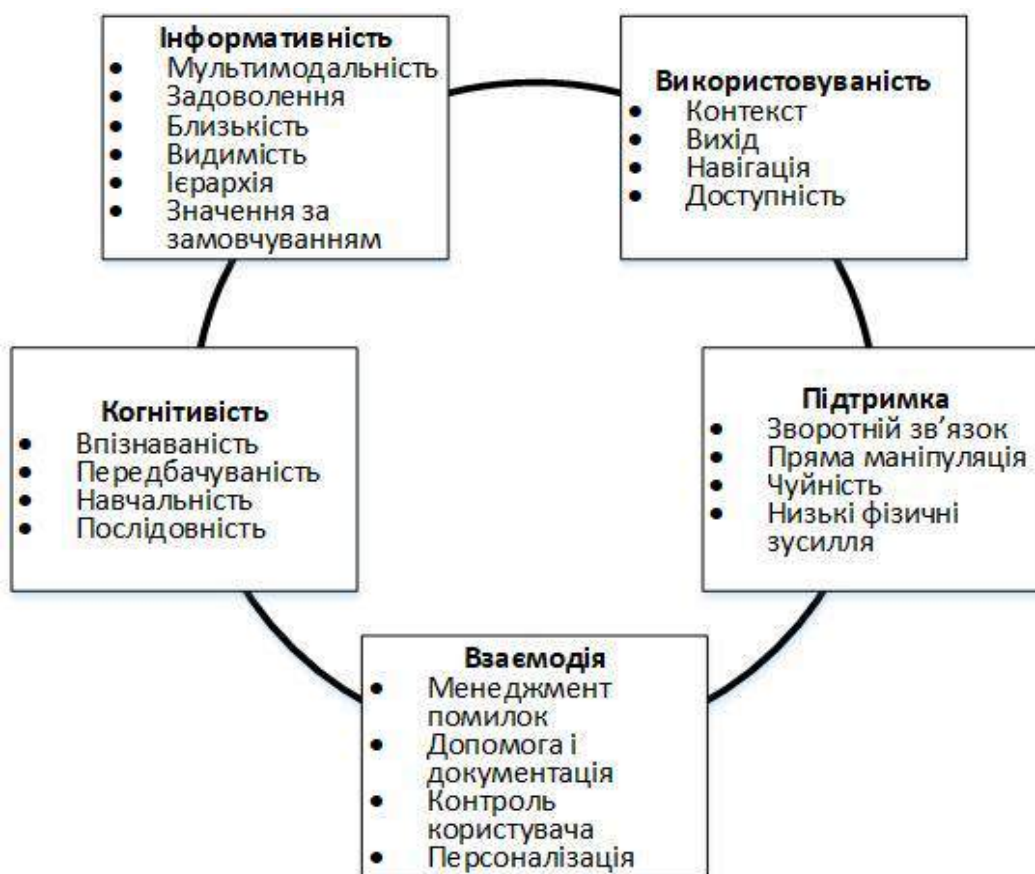 Інформативність
• Мультимодальність
• Задоволення
• Близькість
• Видимість
• Ієрархія
• Значення за
замовчуванням
Використовуваність
• Контекст
• Вихід
• Навігація
• Доступність
Когнітивість
• Впізнаваність
• Передбачуваність
• Навчальність
• Послідовність
Підтримка
• Зворотній зв’язок
• Пряма маніпуляція
• Чуйність
• Низькі фізичні
зусилля
Взаємодія
• Менеджмент
помилок
• Допомога і
документація
• Контроль
користувача
• Персоналізація